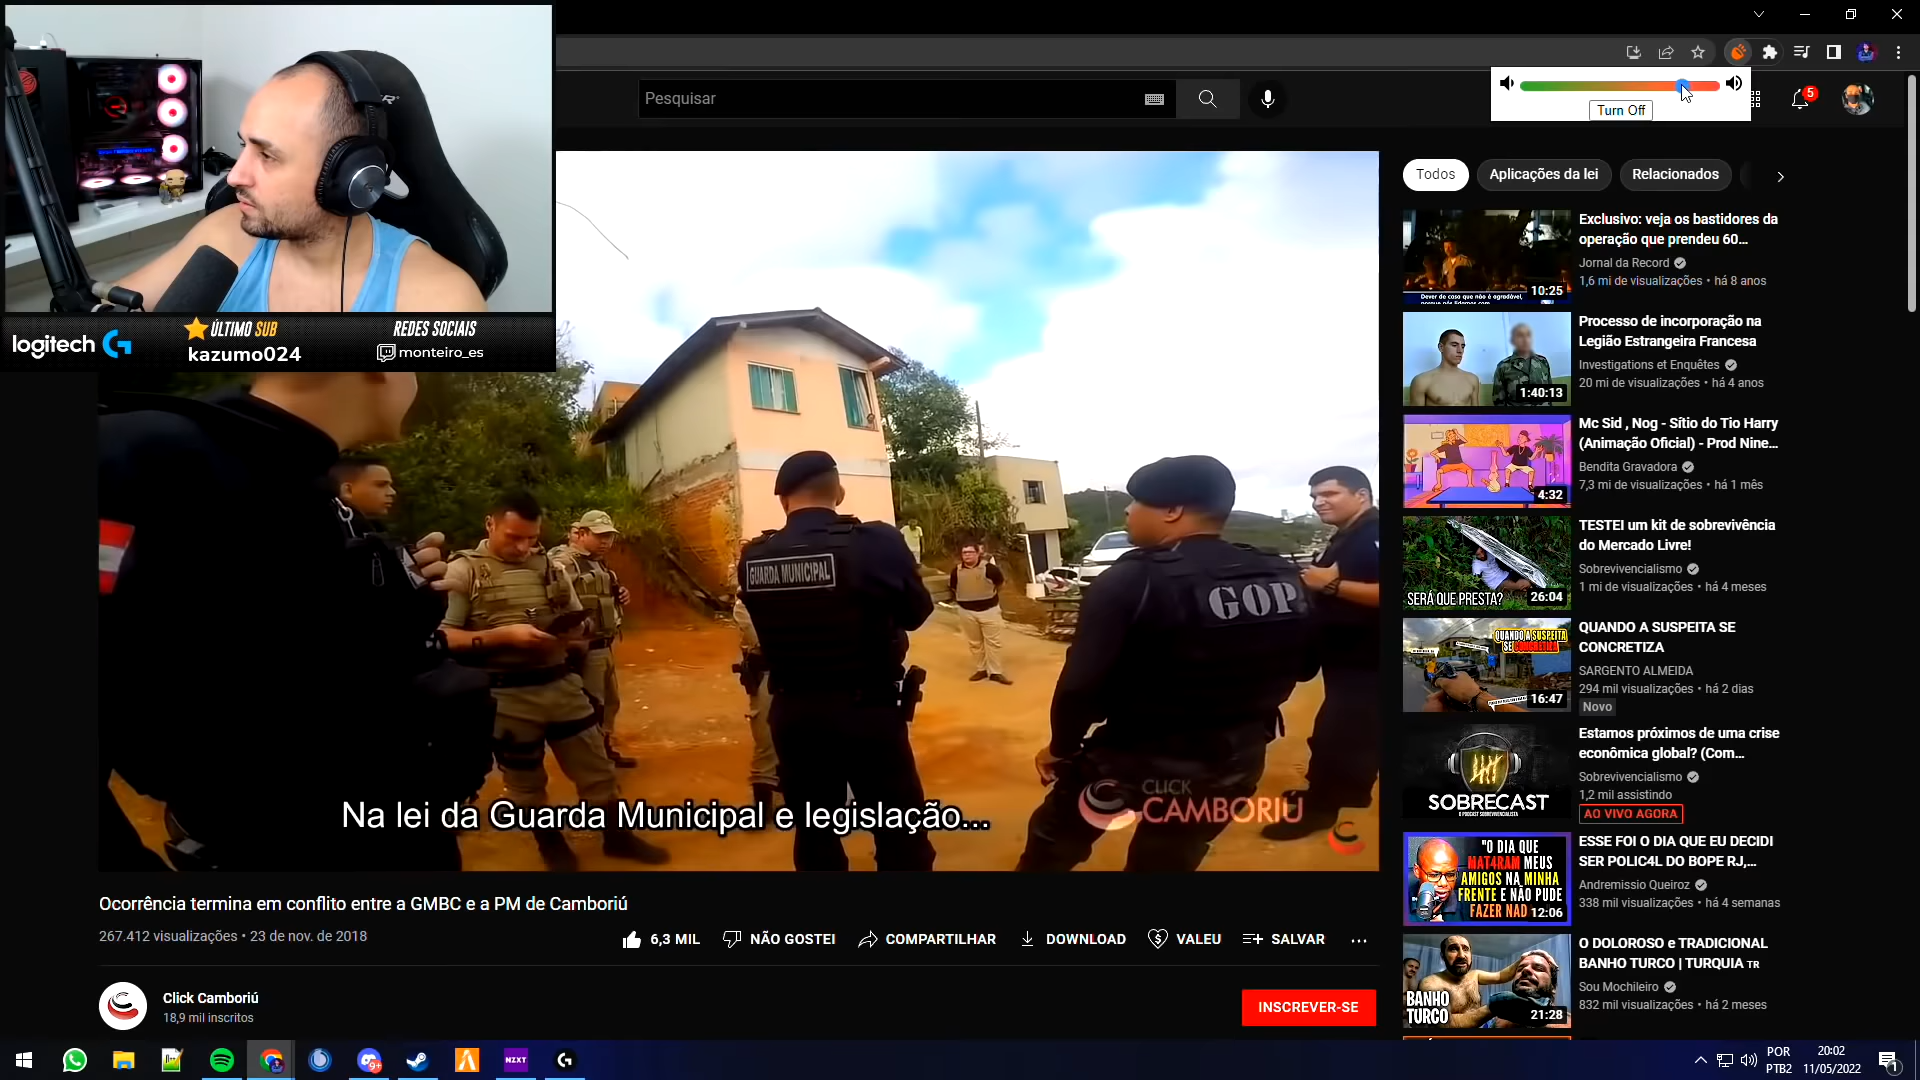 Pesquisar
Turn Off
5
logitech G
ÚLTIMO SUB
kazumo024
REDES SOCIAIS
monteiro_es
GUARDA MUNICIPAL
GOP
CLICK
CAMBORIÚ
Na lei da Guarda Municipal e legislação...
Ocorrência termina em conflito entre a GMBC e a PM de Camboriú
267.412 visualizações • 23 de nov. de 2018
6,3 MIL
NÃO GOSTEI
COMPARTILHAR
DOWNLOAD
VALEU
SALVAR
Click Camboriú
18,9 mil inscritos
INSCREVER-SE
Todos
Aplicações da lei
Relacionados
10:25
Exclusivo: veja os bastidores da
operação que prendeu 60...
Jornal da Record
1,6 mi de visualizações • há 8 anos
1:40:13
Processo de incorporação na
Legião Estrangeira Francesa
Investigations et Enquêtes
20 mi de visualizações • há 4 anos
4:32
Mc Sid , Nog - Sítio do Tio Harry
(Animação Oficial) - Prod Nine...
Bendita Gravadora
7,3 mi de visualizações • há 1 mês
SERÁ QUE PRESTA?
26:04
TESTEI um kit de sobrevivência
do Mercado Livre!
Sobrevivencialismo
1 mi de visualizações • há 4 meses
QUANDO A SUSPEITA
SE CONCRETIZA
16:47
QUANDO A SUSPEITA SE
CONCRETIZA
SARGENTO ALMEIDA
294 mil visualizações • há 2 dias
Novo
SOBRECAST
Estamos próximos de uma crise
econômica global? (Com...
Sobrevivencialismo
1,2 mil assistindo
AO VIVO AGORA
"O DIA QUE
MAT4RAM MEUS
AMIGOS NA MINHA
FRENTE E NÃO PUDE
FAZER NAD
12:06
ESSE FOI O DIA QUE EU DECIDI
SER POLIC4L DO BOPE RJ,...
Andremissio Queiroz
338 mil visualizações • há 4 semanas
BANHO
TURCO
21:28
O DOLOROSO e TRADICIONAL
BANHO TURCO | TURQUIA TR
Sou Mochileiro
832 mil visualizações • há 2 meses
9+
NZXT
POR
PTB2
20:02
11/05/2022
1